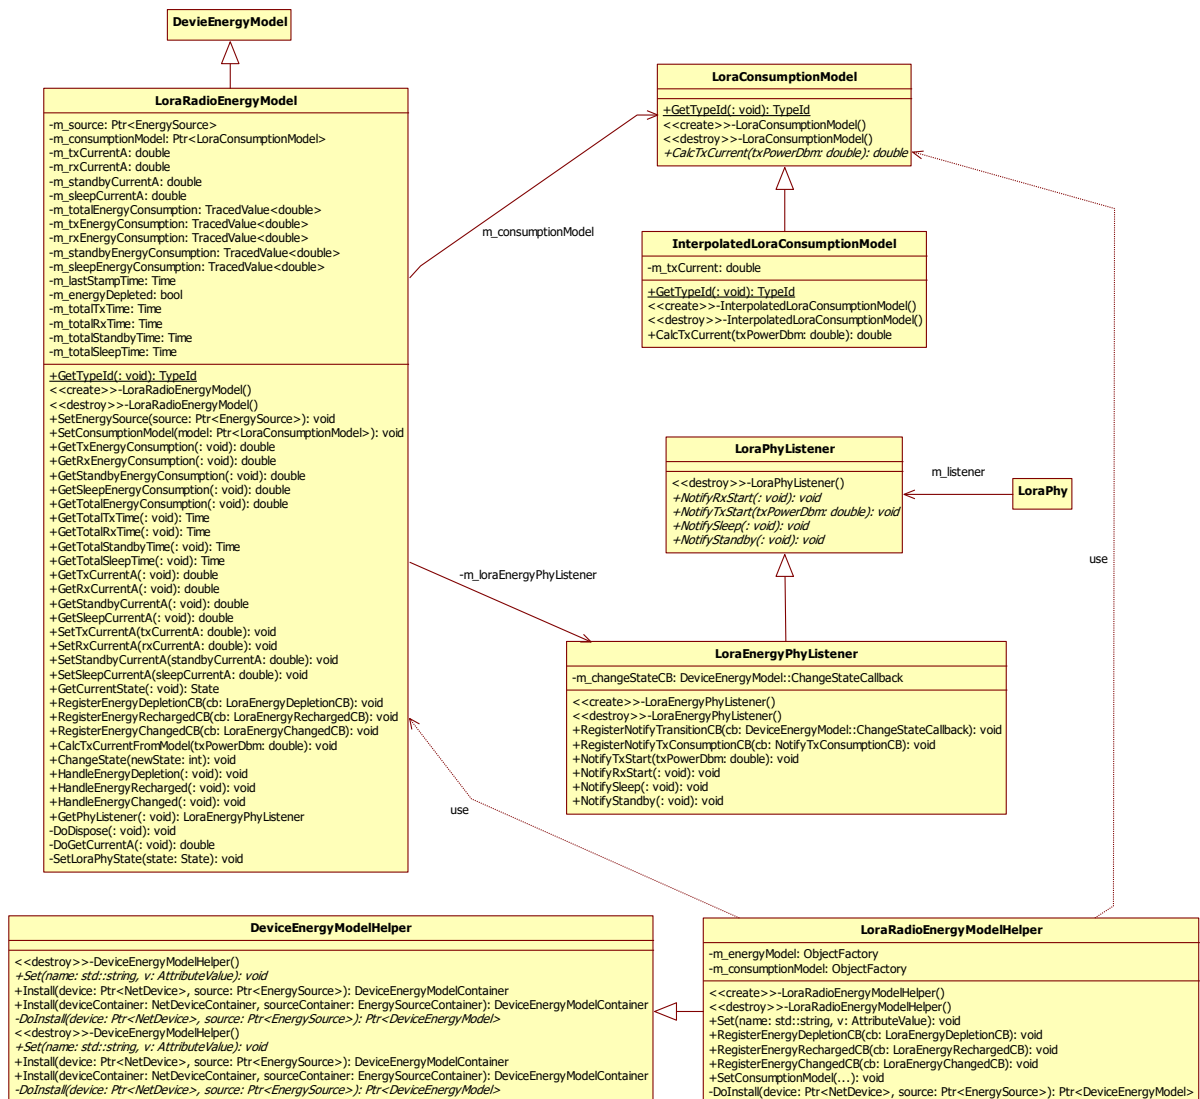 DevieEnergyModel
LoraRadioEnergyModel
-m_source: Ptr<EnergySource>
-m_consumptionModel: Ptr<LoraConsumptionModel>
-m_txCurrentA: double
-m_rxCurrentA: double
-m_standbyCurrentA: double
-m_sleepCurrentA: double
-m_totalEnergyConsumption: TracedValue<double>
-m_txEnergyConsumption: TracedValue<double>
-m_rxEnergyConsumption: TracedValue<double>
-m_standbyEnergyConsumption: TracedValue<double>
-m_sleepEnergyConsumption: TracedValue<double>
-m_lastStampTime: Time
-m_energyDepleted: bool
-m_totalTxTime: Time
-m_totalRxTime: Time
-m_totalStandbyTime: Time
-m_totalSleepTime: Time
+GetTypeId(: void): TypeId
<<create>>-LoraRadioEnergyModel()
<<destroy>>-LoraRadioEnergyModel()
+SetEnergySource(source: Ptr<EnergySource>): void
+SetConsumptionModel(model: Ptr<LoraConsumptionModel>): void
+GetTxEnergyConsumption(: void): double
+GetRxEnergyConsumption(: void): double
+GetStandbyEnergyConsumption(: void): double
+GetSleepEnergyConsumption(: void): double
+GetTotalEnergyConsumption(: void): double
+GetTotalTxTime(: void): Time
+GetTotalRxTime(: void): Time
+GetTotalStandbyTime(: void): Time
+GetTotalSleepTime(: void): Time
+GetTxCurrentA(: void): double
+GetRxCurrentA(: void): double
+GetStandbyCurrentA(: void): double
+GetSleepCurrentA(: void): double
+SetTxCurrentA(txCurrentA: double): void
+SetRxCurrentA(rxCurrentA: double): void
+SetStandbyCurrentA(standbyCurrentA: double): void
+SetSleepCurrentA(sleepCurrentA: double): void
+GetCurrentState(: void): State
+RegisterEnergyDepletionCB(cb: LoraEnergyDepletionCB): void
+RegisterEnergyRechargedCB(cb: LoraEnergyRechargedCB): void
+RegisterEnergyChangedCB(cb: LoraEnergyChangedCB): void
+CalcTxCurrentFromModel(txPowerDbm: double): void
+ChangeState(newState: int): void
+HandleEnergyDepletion(: void): void
+HandleEnergyRecharged(: void): void
+HandleEnergyChanged(: void): void
+GetPhyListener(: void): LoraEnergyPhyListener
-DoDispose(: void): void
-DoGetCurrentA(: void): double
-SetLoraPhyState(state: State): void
m_consumptionModel
LoraConsumptionModel
+GetTypeId(: void): TypeId
<<create>>-LoraConsumptionModel()
<<destroy>>-LoraConsumptionModel()
+CalcTxCurrent(txPowerDbm: double): double
InterpolatedLoraConsumptionModel
-m_txCurrent: double
+GetTypeId(: void): TypeId
<<create>>-InterpolatedLoraConsumptionModel()
<<destroy>>-InterpolatedLoraConsumptionModel()
+CalcTxCurrent(txPowerDbm: double): double
LoraPhyListener
<<destroy>>-LoraPhyListener()
+NotifyRxStart(: void): void
+NotifyTxStart(txPowerDbm: double): void
+NotifySleep(: void): void
+NotifyStandby(: void): void
m_listener
LoraPhy
use
-m_loraEnergyPhyListener
LoraEnergyPhyListener
-m_changeStateCB: DeviceEnergyModel::ChangeStateCallback
<<create>>-LoraEnergyPhyListener()
<<destroy>>-LoraEnergyPhyListener()
+RegisterNotifyTransitionCB(cb: DeviceEnergyModel::ChangeStateCallback): void
+RegisterNotifyTxConsumptionCB(cb: NotifyTxConsumptionCB): void
+NotifyTxStart(txPowerDbm: double): void
+NotifyRxStart(: void): void
+NotifySleep(: void): void
+NotifyStandby(: void): void
use
DeviceEnergyModelHelper
<<destroy>>-DeviceEnergyModelHelper()
+Set(name: std::string, v: AttributeValue): void
+Install(device: Ptr<NetDevice>, source: Ptr<EnergySource>): DeviceEnergyModelContainer
+Install(deviceContainer: NetDeviceContainer, sourceContainer: EnergySourceContainer): DeviceEnergyModelContainer
-DoInstall(device: Ptr<NetDevice>, source: Ptr<EnergySource>): Ptr<DeviceEnergyModel>
<<destroy>>-DeviceEnergyModelHelper()
+Set(name: std::string, v: AttributeValue): void
+Install(device: Ptr<NetDevice>, source: Ptr<EnergySource>): DeviceEnergyModelContainer
+Install(deviceContainer: NetDeviceContainer, sourceContainer: EnergySourceContainer): DeviceEnergyModelContainer
-DoInstall(device: Ptr<NetDevice>, source: Ptr<EnergySource>): Ptr<DeviceEnergyModel>
LoraRadioEnergyModelHelper
-m_energyModel: ObjectFactory
-m_consumptionModel: ObjectFactory
<<create>>-LoraRadioEnergyModelHelper()
<<destroy>>-LoraRadioEnergyModelHelper()
+Set(name: std::string, v: AttributeValue): void
+RegisterEnergyDepletionCB(cb: LoraEnergyDepletionCB): void
+RegisterEnergyRechargedCB(cb: LoraEnergyRechargedCB): void
+RegisterEnergyChangedCB(cb: LoraEnergyChangedCB): void
+SetConsumptionModel(...): void
-DoInstall(device: Ptr<NetDevice>, source: Ptr<EnergySource>): Ptr<DeviceEnergyModel>